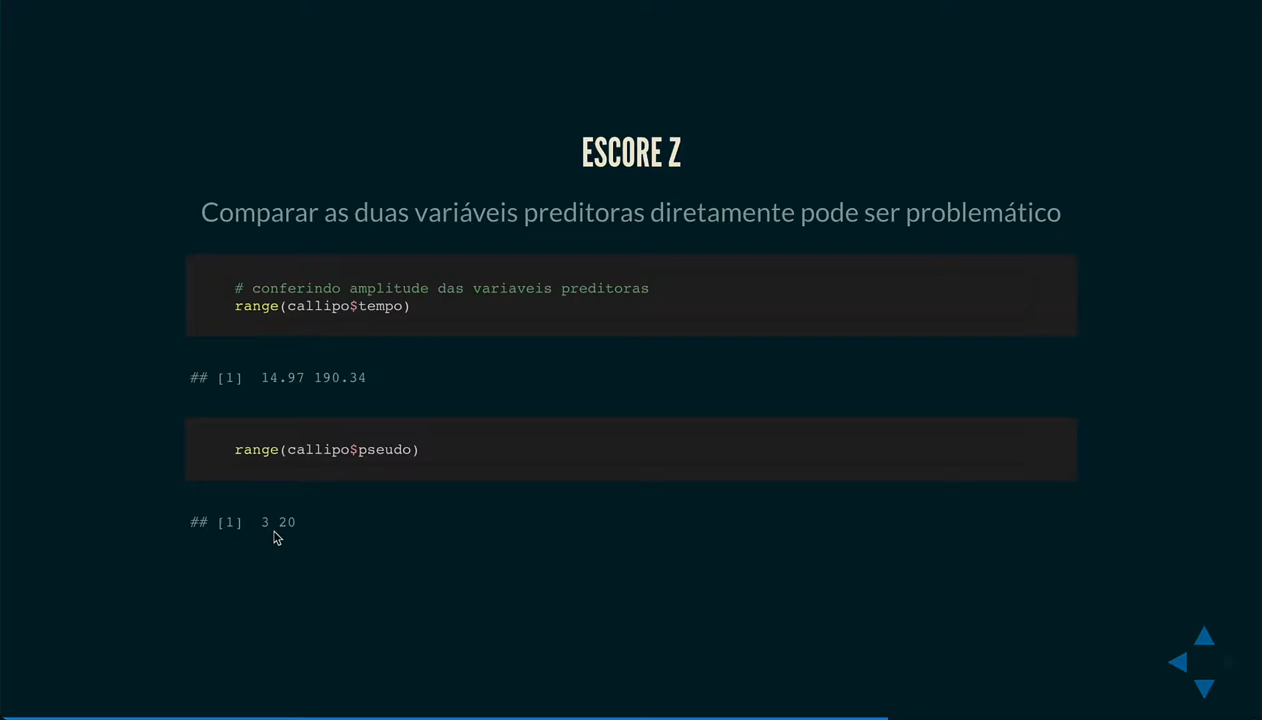 ESCORE Z
Comparar as duas variáveis preditoras diretamente pode ser problemático
# conferindo amplitude das variaveis preditoras
range(callipo$tempo)
## [1]  14.97 190.34
range(callipo$pseudo)
## [1]  3 20